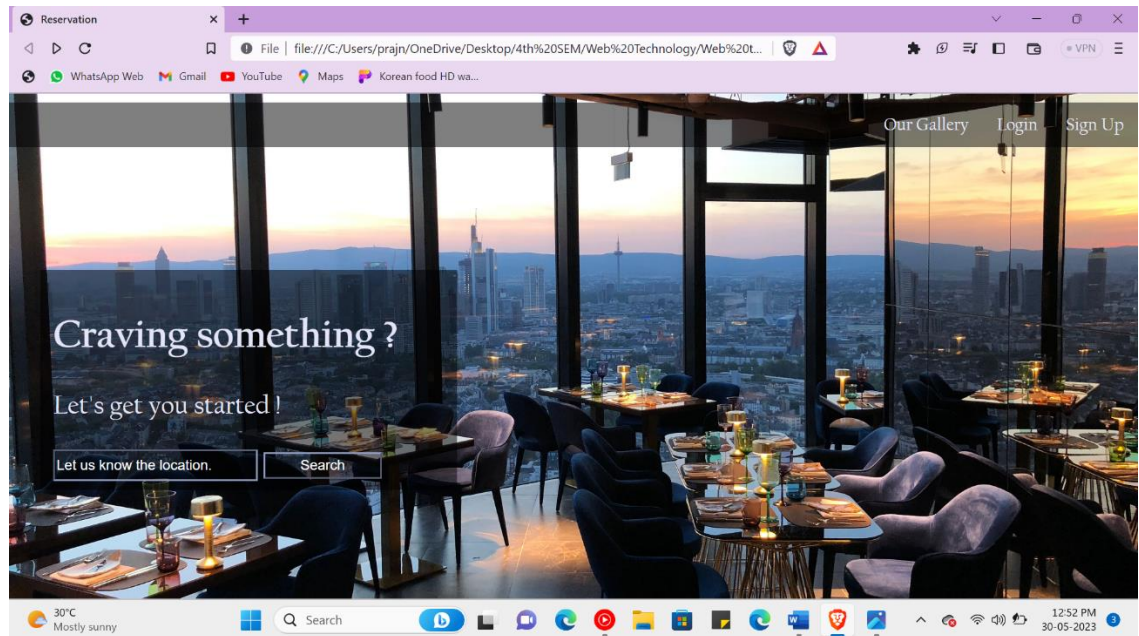 Reservation
File file:///C:/Users/prajn/OneDrive/Desktop/4th%20SEM/Web%20Technology/Web%20t...
VPN
WhatsApp Web Gmail YouTube Maps Korean food HD wa...
Our Gallery Login Sign Up
Craving something ?
Let's get you started !
Let us know the location. Search
30°C
Mostly sunny
Search
12:52 PM
30-05-2023
3